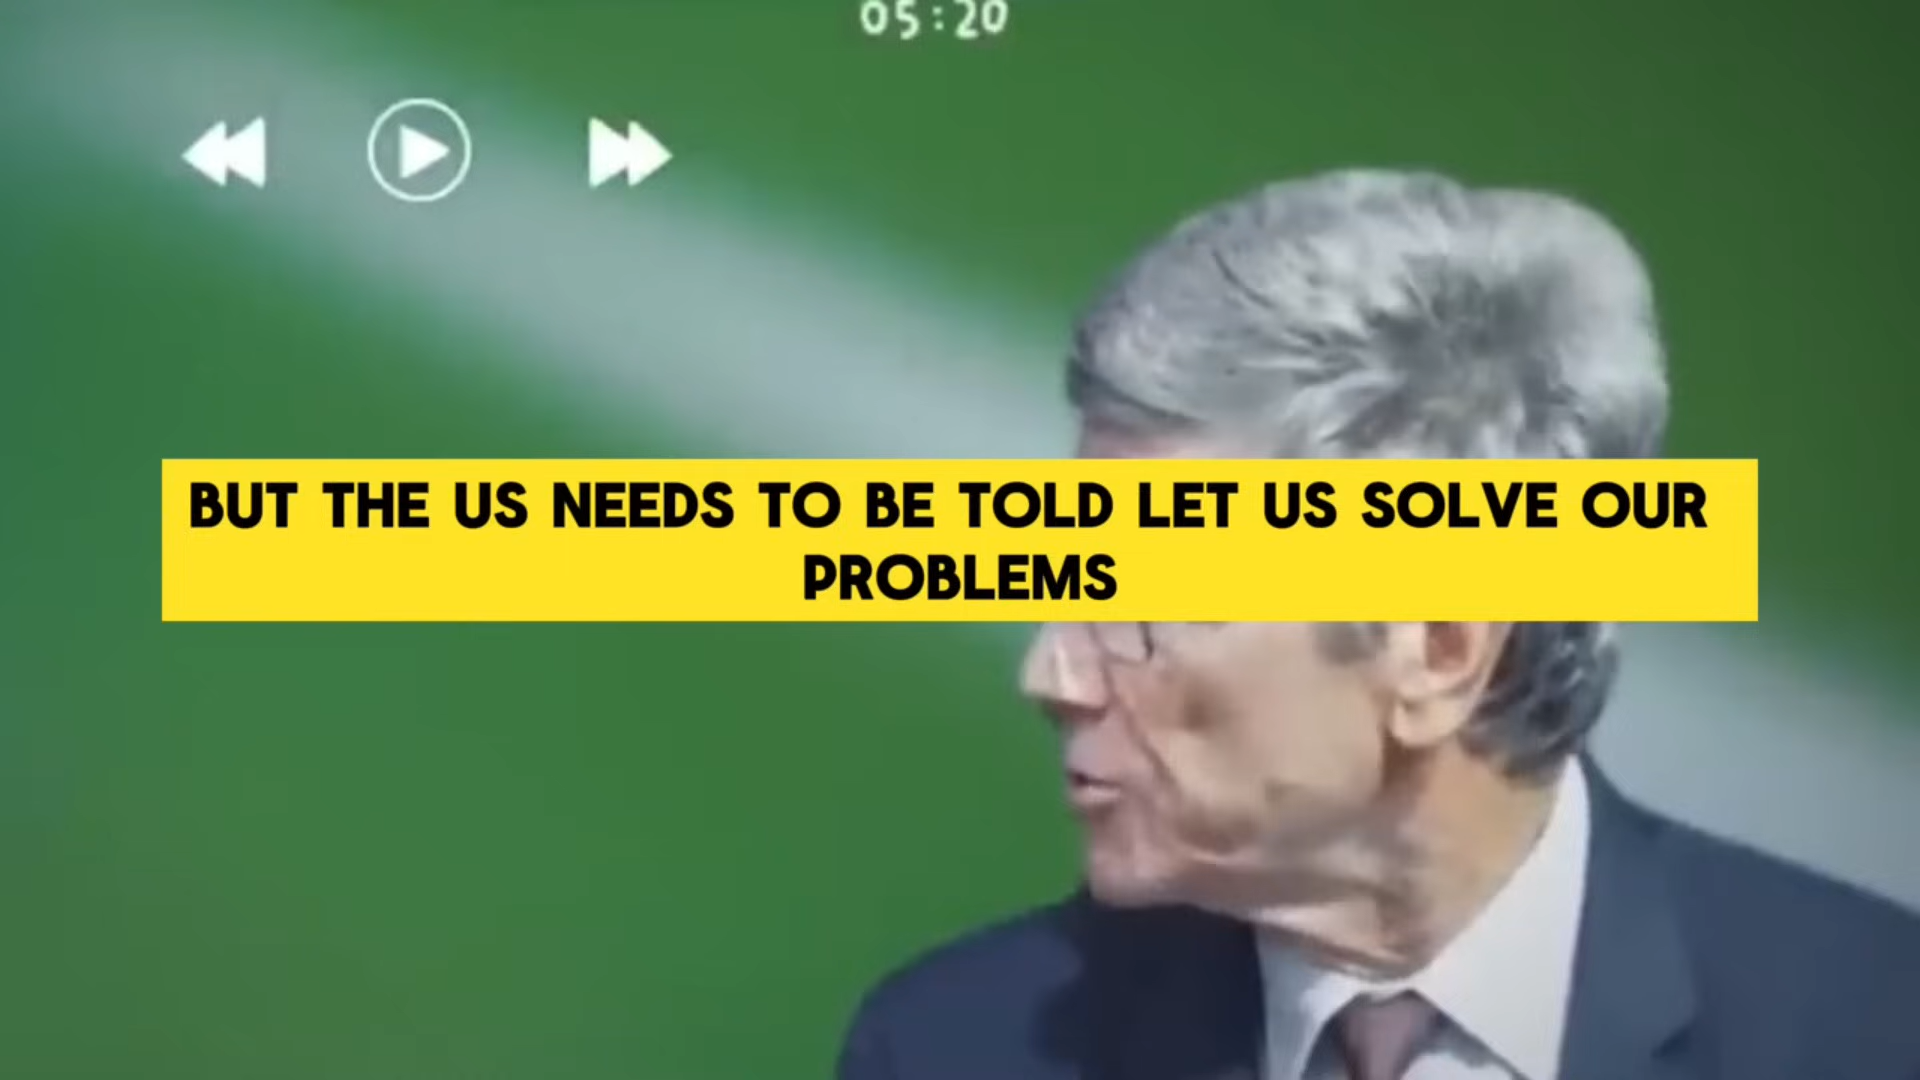 05:20
BUT THE US NEEDS TO BE TOLD LET US SOLVE OUR
PROBLEMS